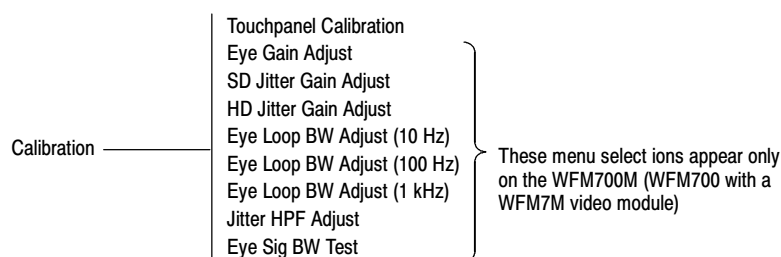 Calibration
Touchpanel Calibration
Eye Gain Adjust
SD Jitter Gain Adjust
HD Jitter Gain Adjust
Eye Loop BW Adjust (10 Hz)
Eye Loop BW Adjust (100 Hz)
Eye Loop BW Adjust (1 kHz)
Jitter HPF Adjust
Eye Sig BW Test
These menu select ions appear only
on the WFM700M (WFM700 with a
WFM7M video module)